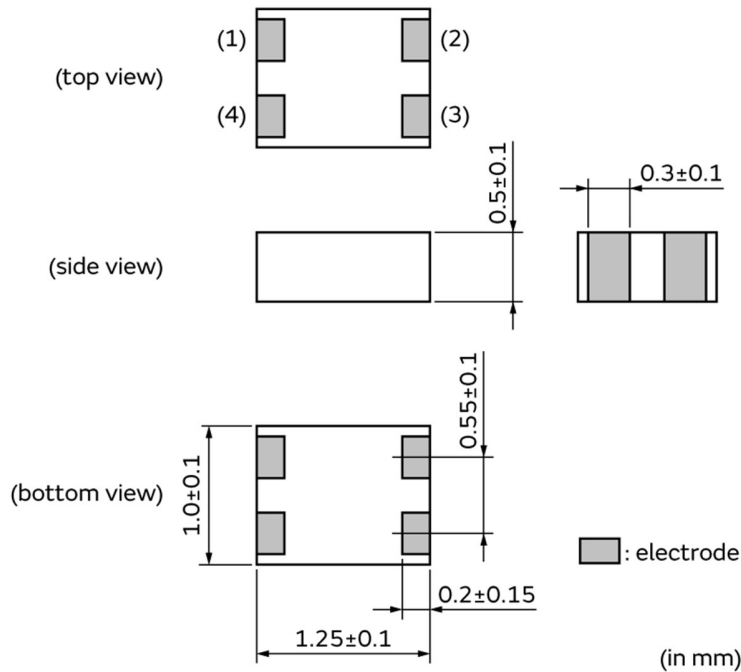 (1)
(2)
(top view)
(4)
(3)
0.5±0.1
0.3±0.1
(side view)
0.55±0.1
1.0±0.1
(bottom view)
: electrode
0.2±0.15
1.25±0.1
(in mm)